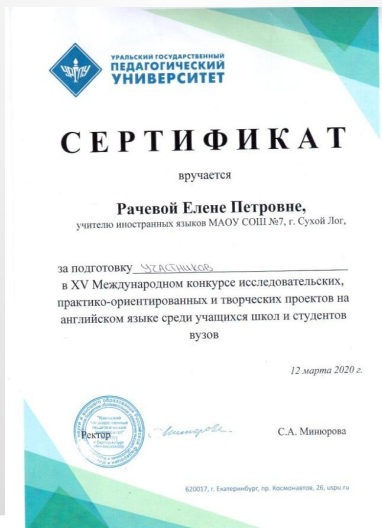 УРАЛЬСКИЙ ГОСУДАРСТВЕННЫЙ
ПЕДАГОГИЧЕСКИЙ
УНИВЕРСИТЕТ
СЕРТИФИКАТ
вручается
Рачевой Елене Петровне,
учителю иностранных языков МАОУ СОШ №7, г. Сухой Лог,
за подготовку участников
в XV Международном конкурсе исследовательских,
практико-ориентированных и творческих проектов на
английском языке среди учащихся школ и студентов
вузов
12 марта 2020 г.
Ректор
С.А. Минюрова
620017, г. Екатеринбург, пр. Космонавтов, 26, uspu.ru